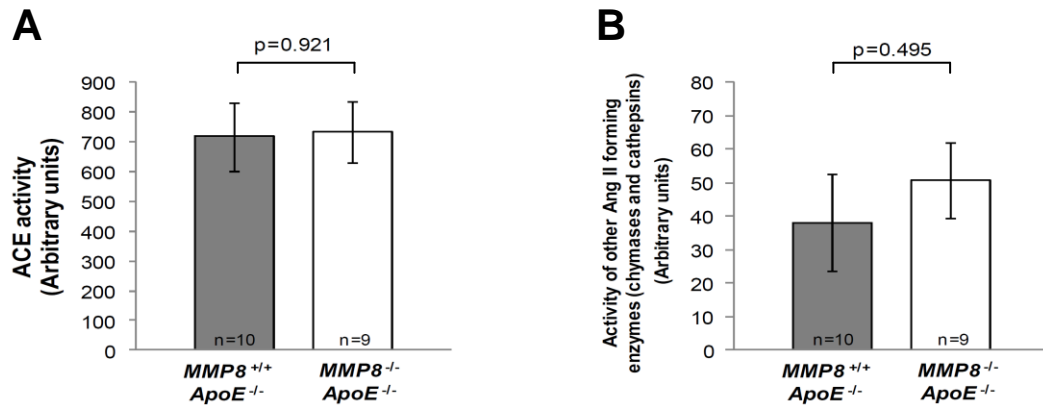 A
p=0.921
ACE activity
(Arbitrary units)
900
800
700
600
500
400
300
200
100
0
n=10
n=9
MMP8 +/+
ApoE -/-
MMP8 -/-
ApoE -/-
B
p=0.495
Activity of other Ang II forming
enzymes (chymases and cathepsins)
(Arbitrary units)
80
70
60
50
40
30
20
10
0
n=10
n=9
MMP8 +/+
ApoE -/-
MMP8 -/-
ApoE -/-